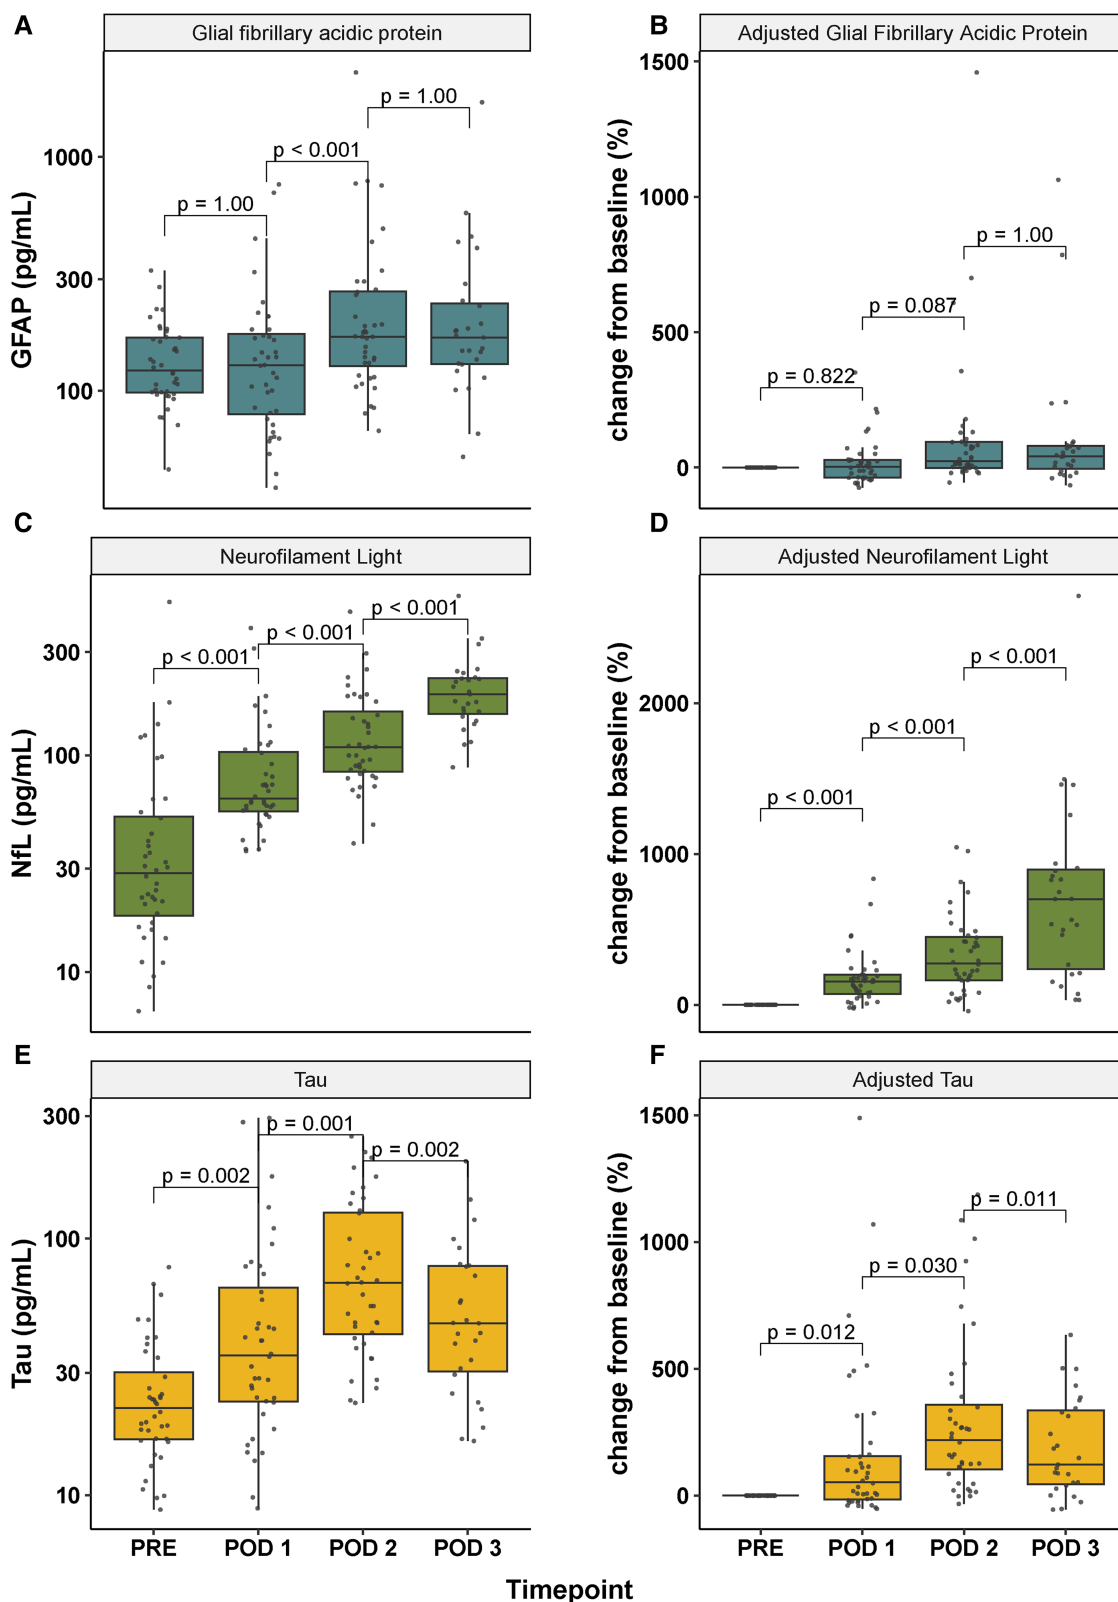 A
Glial fibrillary acidic protein
GFAP (pg/mL)
1000
300
100
p = 1.00
p < 0.001
p = 1.00
B
Adjusted Glial Fibrillary Acidic Protein
change from baseline (%)
1500
1000
500
0
p = 0.822
p = 0.087
p = 1.00
C
Neurofilament Light
NfL (pg/mL)
300
100
30
10
p < 0.001
p < 0.001
p < 0.001
D
Adjusted Neurofilament Light
change from baseline (%)
2000
1000
0
p < 0.001
p < 0.001
p < 0.001
E
Tau
Tau (pg/mL)
300
100
30
10
p = 0.002
p = 0.001
p = 0.002
PRE
POD 1
POD 2
POD 3
F
Adjusted Tau
change from baseline (%)
1500
1000
500
0
p = 0.012
p = 0.030
p = 0.011
PRE
POD 1
POD 2
POD 3
Timepoint